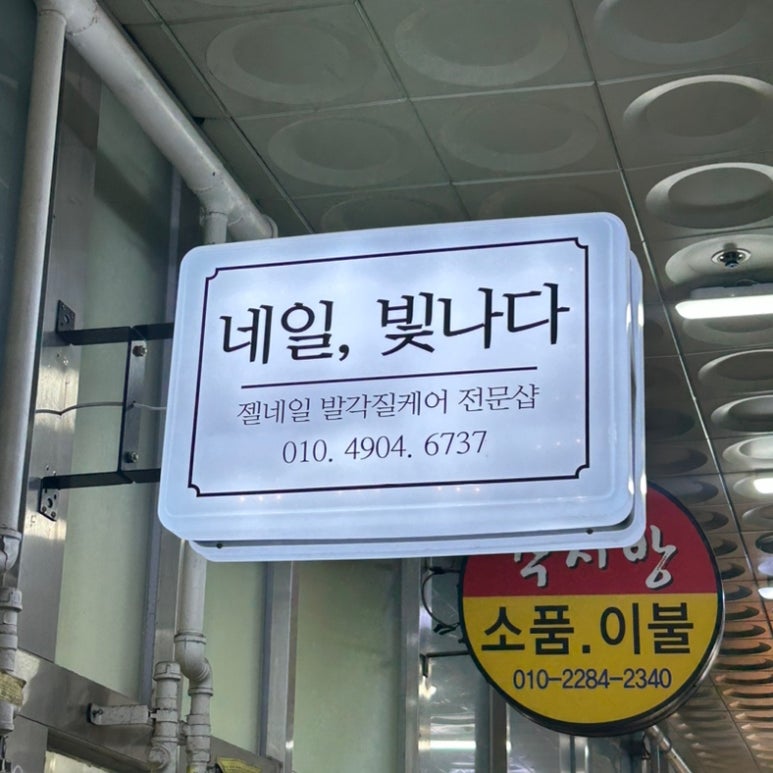 네일, 빛나다
젤네일 발각질케어 전문샵
010. 4904. 6737
소품.이불
010-2284-2340